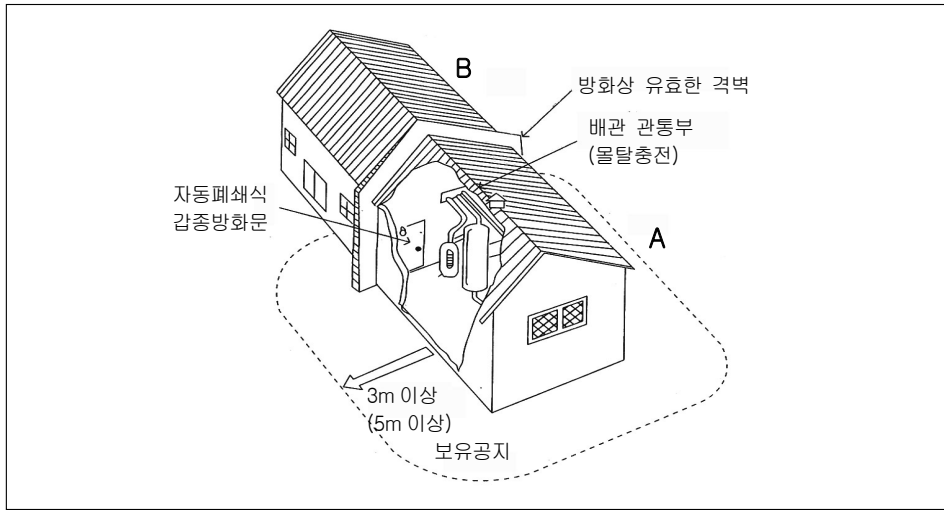 B
방화상 유효한 격벽
배관 관통부
(몰탈충전)
자동폐쇄식
갑종방화문
A
3m 이상
(5m 이상)
보유공지